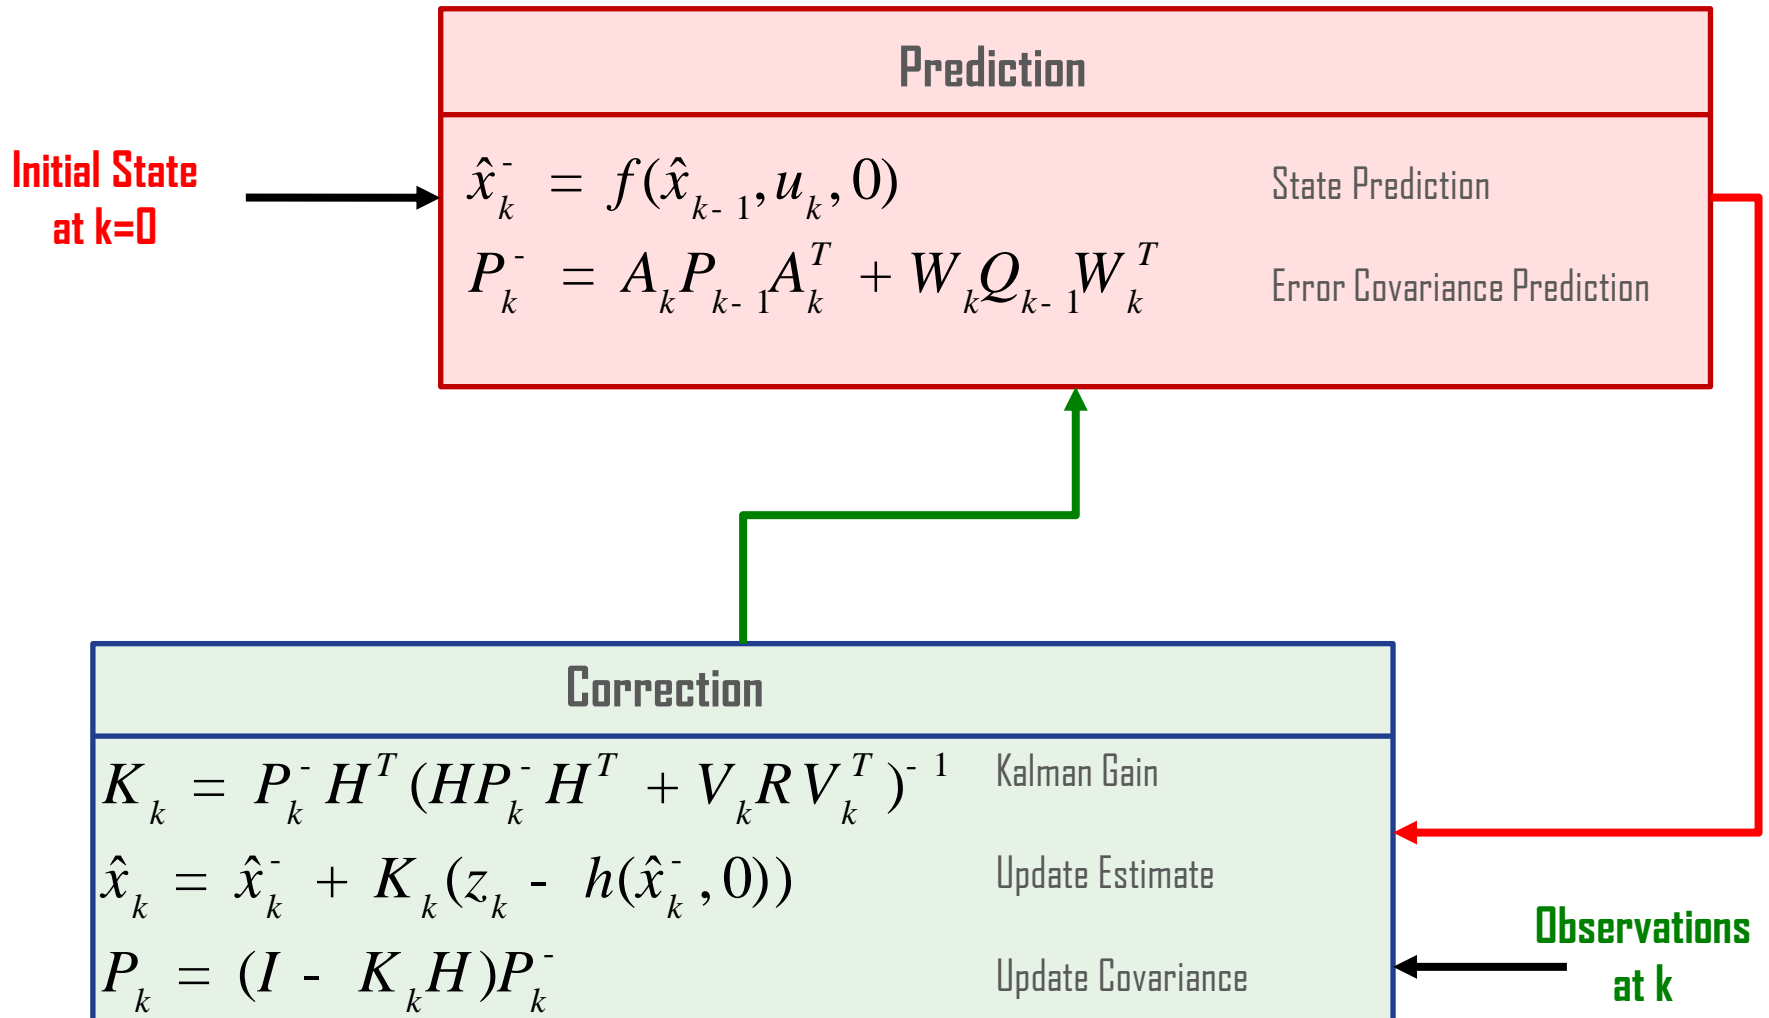 Prediction
Initial State
at k=0
x̂ₖ⁻ = f(x̂ₖ₋₁, uₖ, 0) State Prediction
Pₖ⁻ = AₖPₖ₋₁Aₖᵀ + WₖQₖ₋₁Wₖᵀ Error Covariance Prediction
Correction
Kₖ = Pₖ⁻Hᵀ(HPₖ⁻Hᵀ + VₖRVₖᵀ)⁻¹ Kalman Gain
x̂ₖ = x̂ₖ⁻ + Kₖ(zₖ - h(x̂ₖ⁻, 0)) Update Estimate
Pₖ = (I - KₖH)Pₖ⁻ Update Covariance
Observations
at k